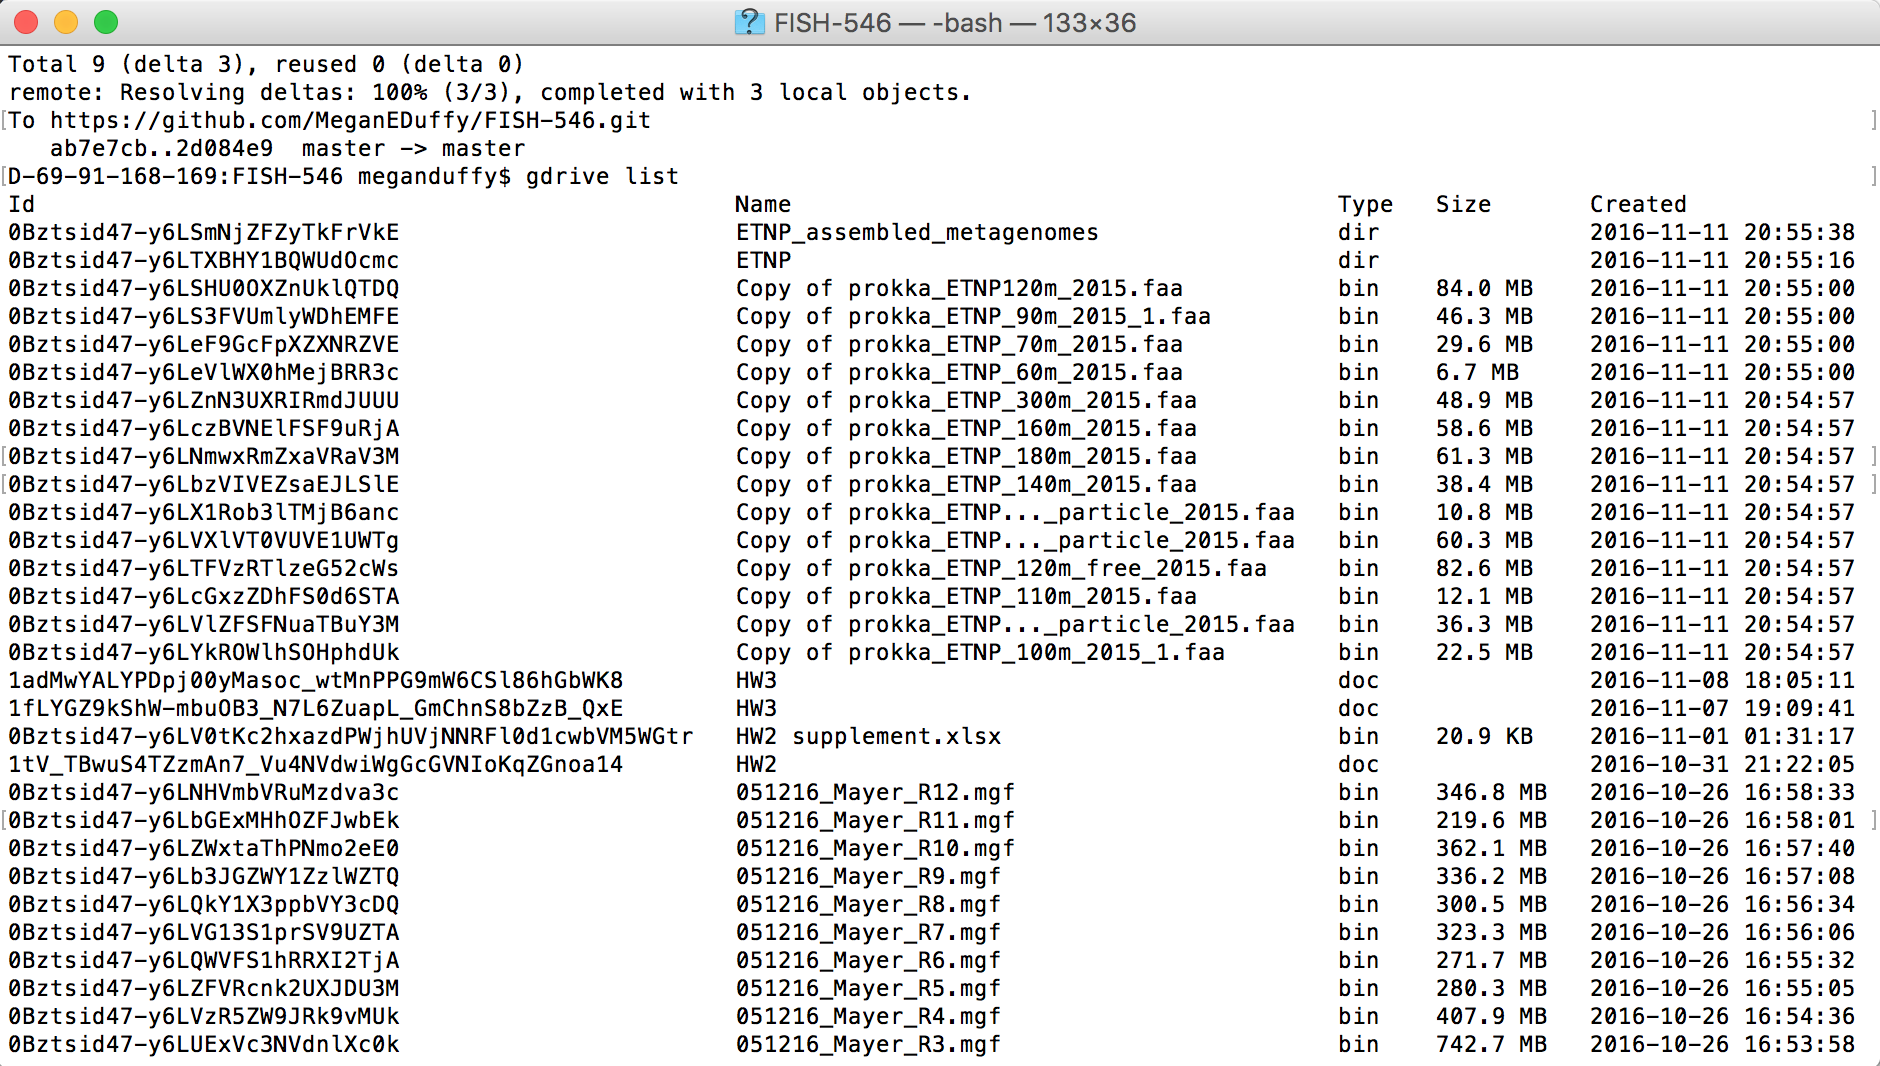 FISH-546 — -bash — 133×36
Total 9 (delta 3), reused 0 (delta 0)
remote: Resolving deltas: 100% (3/3), completed with 3 local objects.
To https://github.com/MeganEDuffy/FISH-546.git
ab7e7cb..2d084e9  master -> master
D-69-91-168-169:FISH-546 meganduffy$ gdrive list
Id Name Type Size Created
0Bztsid47-y6LSmNjZFZyTkFrVkE ETNP_assembled_metagenomes dir 2016-11-11 20:55:38
0Bztsid47-y6LTXBHY1BQWUdOcmc ETNP dir 2016-11-11 20:55:16
0Bztsid47-y6LSHU0OXZnUklQTDQ Copy of prokka_ETNP120m_2015.faa bin 84.0 MB 2016-11-11 20:55:00
0Bztsid47-y6LS3FVUmlyWDhEMFE Copy of prokka_ETNP_90m_2015_1.faa bin 46.3 MB 2016-11-11 20:55:00
0Bztsid47-y6LeF9GcFpXZXNRZVE Copy of prokka_ETNP_70m_2015.faa bin 29.6 MB 2016-11-11 20:55:00
0Bztsid47-y6LeVlWX0hMejBRR3c Copy of prokka_ETNP_60m_2015.faa bin 6.7 MB 2016-11-11 20:55:00
0Bztsid47-y6LZnN3UXRIRmdJUUU Copy of prokka_ETNP_300m_2015.faa bin 48.9 MB 2016-11-11 20:54:57
0Bztsid47-y6LczBVNElFSF9uRjA Copy of prokka_ETNP_160m_2015.faa bin 58.6 MB 2016-11-11 20:54:57
0Bztsid47-y6LNmwxRmZxaVRaV3M Copy of prokka_ETNP_180m_2015.faa bin 61.3 MB 2016-11-11 20:54:57
0Bztsid47-y6LbzVIVEZsaEJLSlE Copy of prokka_ETNP_140m_2015.faa bin 38.4 MB 2016-11-11 20:54:57
0Bztsid47-y6LX1Rob3lTMjB6anc Copy of prokka_ETNP..._particle_2015.faa bin 10.8 MB 2016-11-11 20:54:57
0Bztsid47-y6LVXlVT0VUVE1UWTg Copy of prokka_ETNP..._particle_2015.faa bin 60.3 MB 2016-11-11 20:54:57
0Bztsid47-y6LTFVzRTlzeG52cWs Copy of prokka_ETNP_120m_free_2015.faa bin 82.6 MB 2016-11-11 20:54:57
0Bztsid47-y6LcGxzZDhFS0d6STA Copy of prokka_ETNP_110m_2015.faa bin 12.1 MB 2016-11-11 20:54:57
0Bztsid47-y6LVlZFSFNuaTBuY3M Copy of prokka_ETNP..._particle_2015.faa bin 36.3 MB 2016-11-11 20:54:57
0Bztsid47-y6LYkROWlhSOHphdUk Copy of prokka_ETNP_100m_2015_1.faa bin 22.5 MB 2016-11-11 20:54:57
1adMwYALYPDpj00yMasoc_wtMnPPG9mW6CSl86hGbWK8 HW3 doc 2016-11-08 18:05:11
1fLYGZ9kShW-mbuOB3_N7L6ZuapL_GmChnS8bZzB_QxE HW3 doc 2016-11-07 19:09:41
0Bztsid47-y6LV0tKc2hxazdPWjhUVjNNRFl0d1cwbVM5WGtr HW2 supplement.xlsx bin 20.9 KB 2016-11-01 01:31:17
1tV_TBwuS4TZzmAn7_Vu4NVdwiWgGcGVNIoKqZGnoa14 HW2 doc 2016-10-31 21:22:05
0Bztsid47-y6LNHVmbVRuMzdva3c 051216_Mayer_R12.mgf bin 346.8 MB 2016-10-26 16:58:33
0Bztsid47-y6LbGExMHhOZFJwbEk 051216_Mayer_R11.mgf bin 219.6 MB 2016-10-26 16:58:01
0Bztsid47-y6LZWxtaThPNmo2eE0 051216_Mayer_R10.mgf bin 362.1 MB 2016-10-26 16:57:40
0Bztsid47-y6Lb3JGZWY1ZzlWZTQ 051216_Mayer_R9.mgf bin 336.2 MB 2016-10-26 16:57:08
0Bztsid47-y6LQkY1X3ppbVY3cDQ 051216_Mayer_R8.mgf bin 300.5 MB 2016-10-26 16:56:34
0Bztsid47-y6LVG13S1prSV9UZTA 051216_Mayer_R7.mgf bin 323.3 MB 2016-10-26 16:56:06
0Bztsid47-y6LQWVFS1hRRXI2TjA 051216_Mayer_R6.mgf bin 271.7 MB 2016-10-26 16:55:32
0Bztsid47-y6LZFVRcnk2UXJDU3M 051216_Mayer_R5.mgf bin 280.3 MB 2016-10-26 16:55:05
0Bztsid47-y6LVzR5ZW9JRk9vMUk 051216_Mayer_R4.mgf bin 407.9 MB 2016-10-26 16:54:36
0Bztsid47-y6LUExVc3NVdnlXc0k 051216_Mayer_R3.mgf bin 742.7 MB 2016-10-26 16:53:58